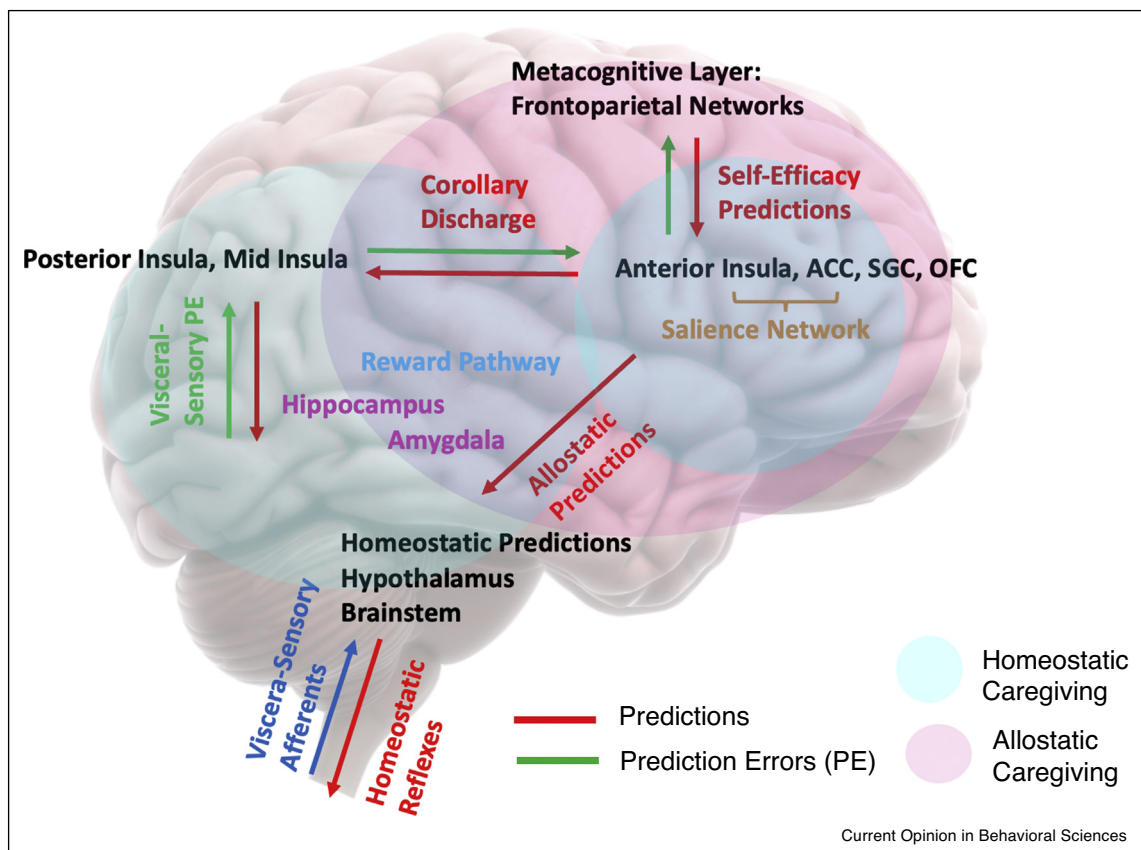 Metacognitive Layer:
Frontoparietal Networks
Corollary
Discharge
Self-Efficacy
Predictions
Posterior Insula, Mid Insula
Anterior Insula, ACC, SGC, OFC
Salience Network
Visceral-
Sensory PE
Reward Pathway
Hippocampus
Amygdala
Allostatic
Predictions
Homeostatic Predictions
Hypothalamus
Brainstem
Viscera-Sensory
Afferents
Homeostatic
Reflexes
Predictions
Prediction Errors (PE)
Homeostatic
Caregiving
Allostatic
Caregiving
Current Opinion in Behavioral Sciences